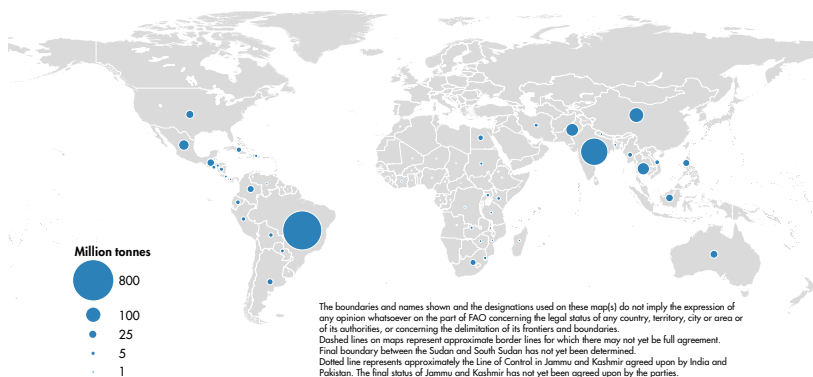 Million tonnes
800
100
25
5
1
The boundaries and names shown and the designations used on these map(s) do not imply the expression of
any opinion whatsoever on the part of FAO concerning the legal status of any country, territory, city or area or
of its authorities, or concerning the delimitation of its frontiers and boundaries.
Dashed lines on maps represent approximate border lines for which there may not yet be full agreement.
Final boundary between the Sudan and South Sudan has not yet been determined.
Dotted line represents approximately the Line of Control in Jammu and Kashmir agreed upon by India and
Pakistan. The final status of Jammu and Kashmir has not yet been agreed upon by the parties.